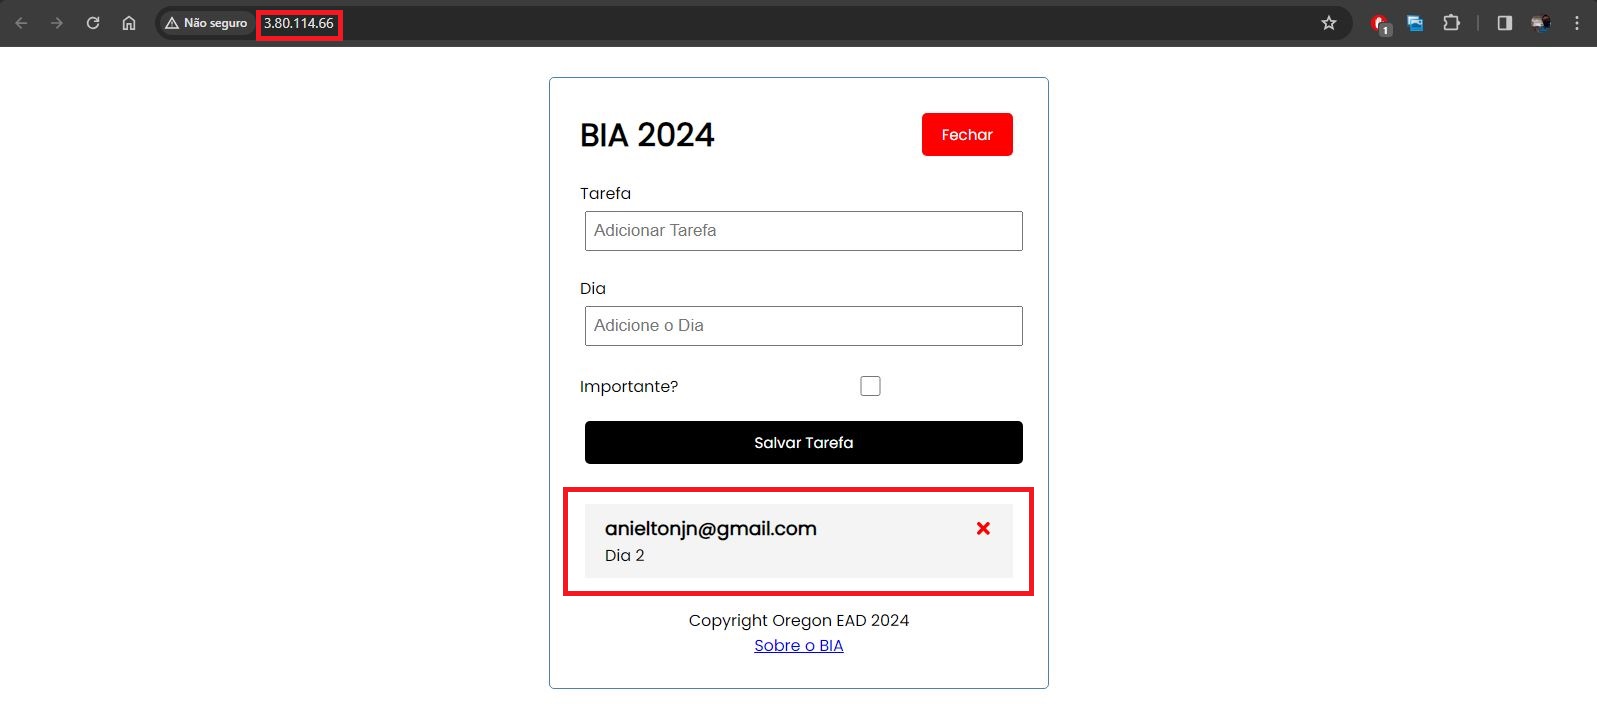 Não seguro 3.80.114.66
1
BIA 2024
Fechar
Tarefa
Adicionar Tarefa
Dia
Adicione o Dia
Importante?
Salvar Tarefa
anieltonjn@gmail.com
Dia 2
Copyright Oregon EAD 2024
Sobre o BIA